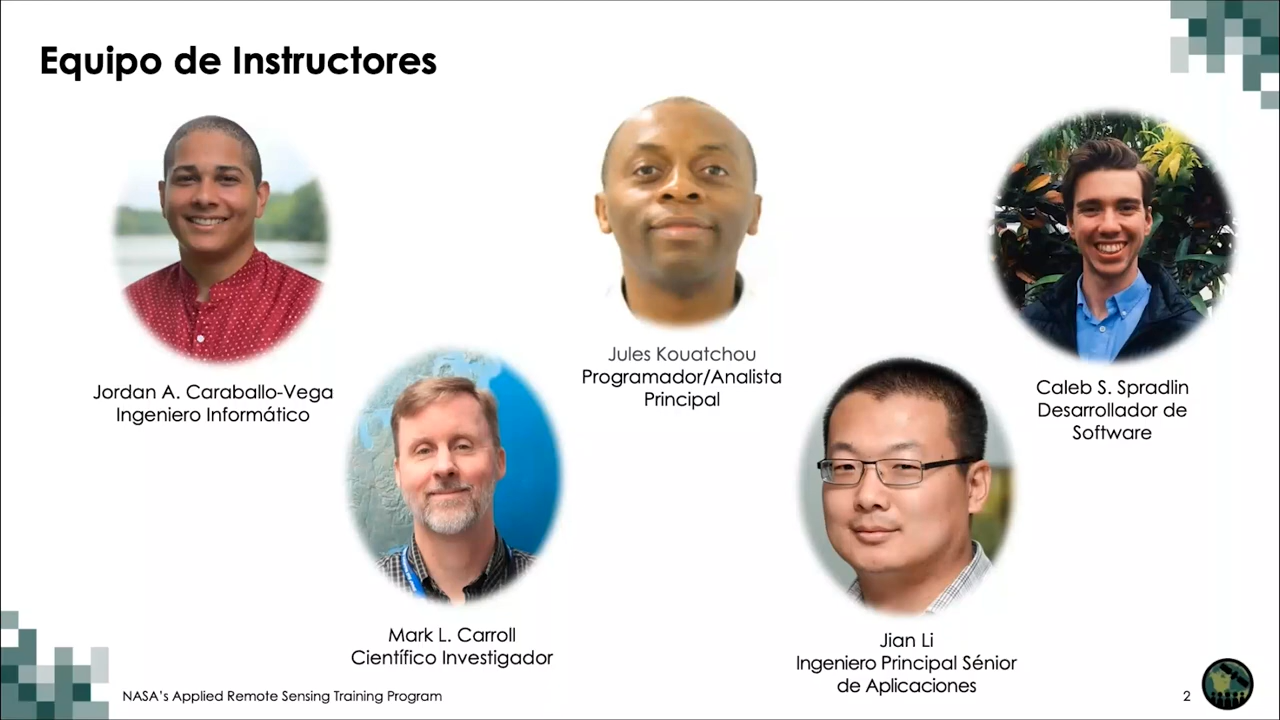 Equipo de Instructores
Jordan A. Caraballo-Vega
Ingeniero Informático
Mark L. Carroll
Científico Investigador
Jules Kouatchou
Programador/Analista
Principal
Jian Li
Ingeniero Principal Sénior
de Aplicaciones
Caleb S. Spradlin
Desarrollador de
Software
NASA's Applied Remote Sensing Training Program
2